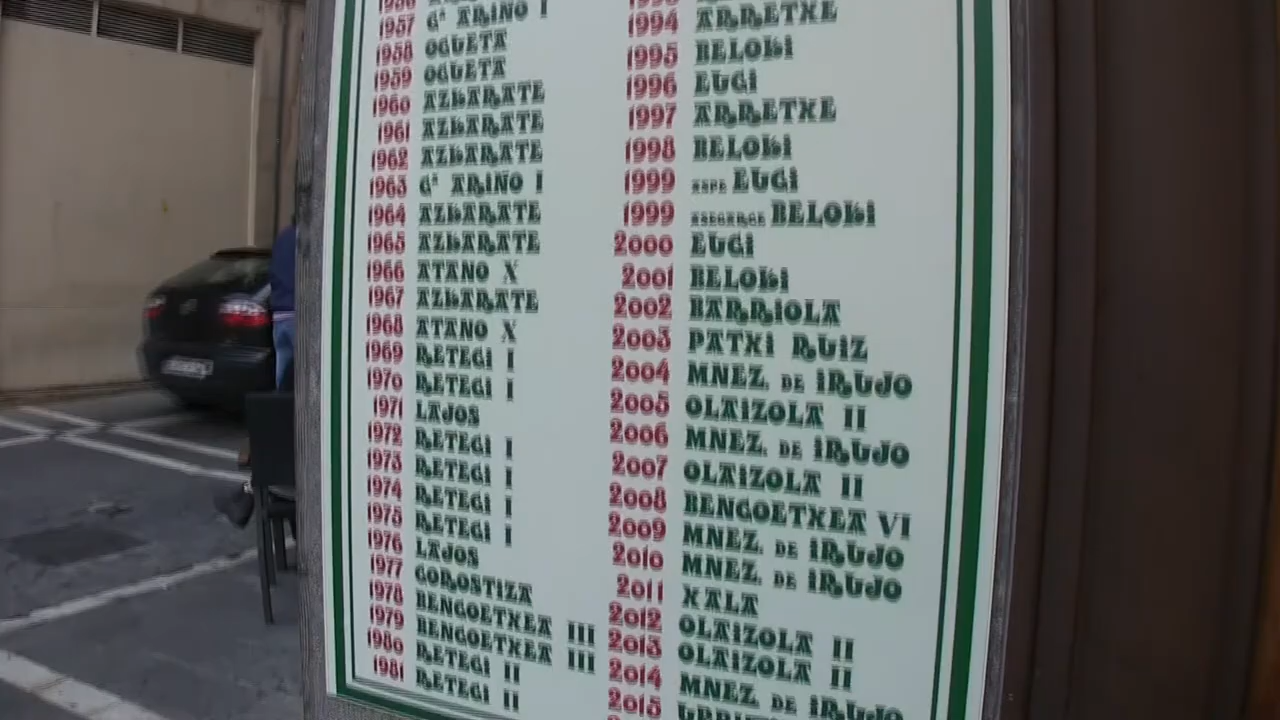 1957 Gª ARIÑO I
1958 OGUETA
1959 OGUETA
1960 AZKARATE
1961 AZKARATE
1962 AZKARATE
1963 Gª ARIÑO I
1964 AZKARATE
1965 AZKARATE
1966 ATANO X
1967 AZKARATE
1968 ATANO X
1969 RETEGI I
1970 RETEGI I
1971 LAJOS
1972 RETEGI I
1973 RETEGI I
1974 RETEGI I
1975 RETEGI I
1976 LAJOS
1977 GOROSTIZA
1978 BENGOETXEA III
1979 BENGOETXEA III
1980 RETEGI II
1981 RETEGI II
1994 ARRETXE
1995 BELOKI
1996 EUGI
1997 ARRETXE
1998 BELOKI
1999 ASPE EUGI
1999 ASEGARCE BELOKI
2000 EUGI
2001 BELOKI
2002 BARRIOLA
2003 PATXI RUIZ
2004 MNEZ. DE IRUJO
2005 OLAIZOLA II
2006 MNEZ. DE IRUJO
2007 OLAIZOLA II
2008 BENGOETXEA VI
2009 MNEZ. DE IRUJO
2010 MNEZ. DE IRUJO
2011 XALA
2012 OLAIZOLA II
2013 OLAIZOLA II
2014 MNEZ. DE IRUJO
2015